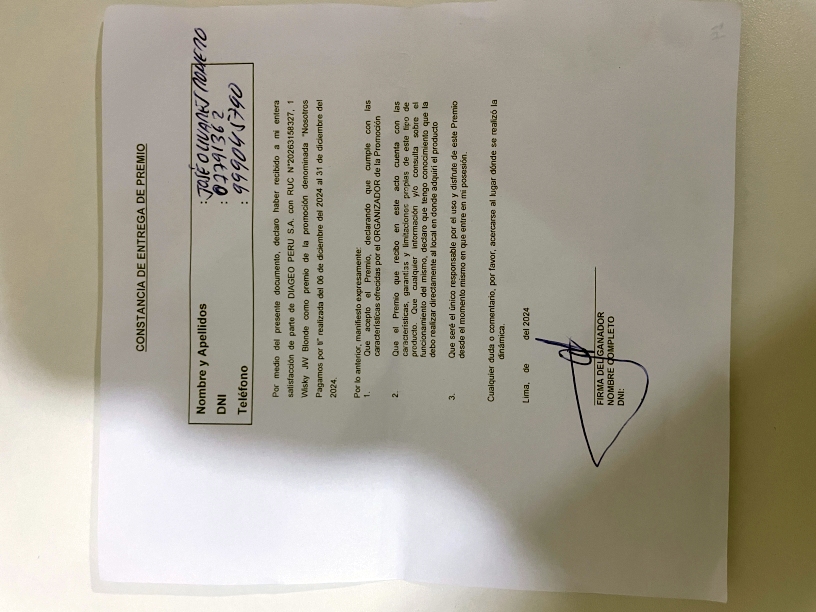 CONSTANCIA DE ENTREGA DE PREMIO
Nombre y Apellidos : JOSÉ OLIVARES
DNI : 07791362
Teléfono : 999045790
Por medio del presente documento, declaro haber recibido a mi entera
satisfacción de parte de DIAGEO PERU S.A. con RUC N°20263158327, 1
Wisky JW Blonde como premio de la promoción denominada "Nosotros
Pagamos por ti" realizada del 06 de diciembre del 2024 al 31 de diciembre del
2024.
Por lo anterior, manifiesto expresamente:
1. Que acepto el Premio, declarando que cumple con las
características ofrecidas por el ORGANIZADOR de la Promoción
2. Que el Premio que recibo en este acto cuenta con las
características, garantías y limitaciones propias de este tipo de
producto. Que cualquier información y/o consulta sobre el
funcionamiento del mismo, declaro que tengo conocimiento que la
debo realizar directamente al local en donde adquirí el producto
3. Que seré el único responsable por el uso y disfrute de este Premio
desde el momento mismo en que entre en mi posesión.
Cualquier duda o comentario, por favor, acercarse al lugar dónde se realizó la
dinámica.
Lima, de del 2024
FIRMA DEL GANADOR
NOMBRE COMPLETO
DNI: